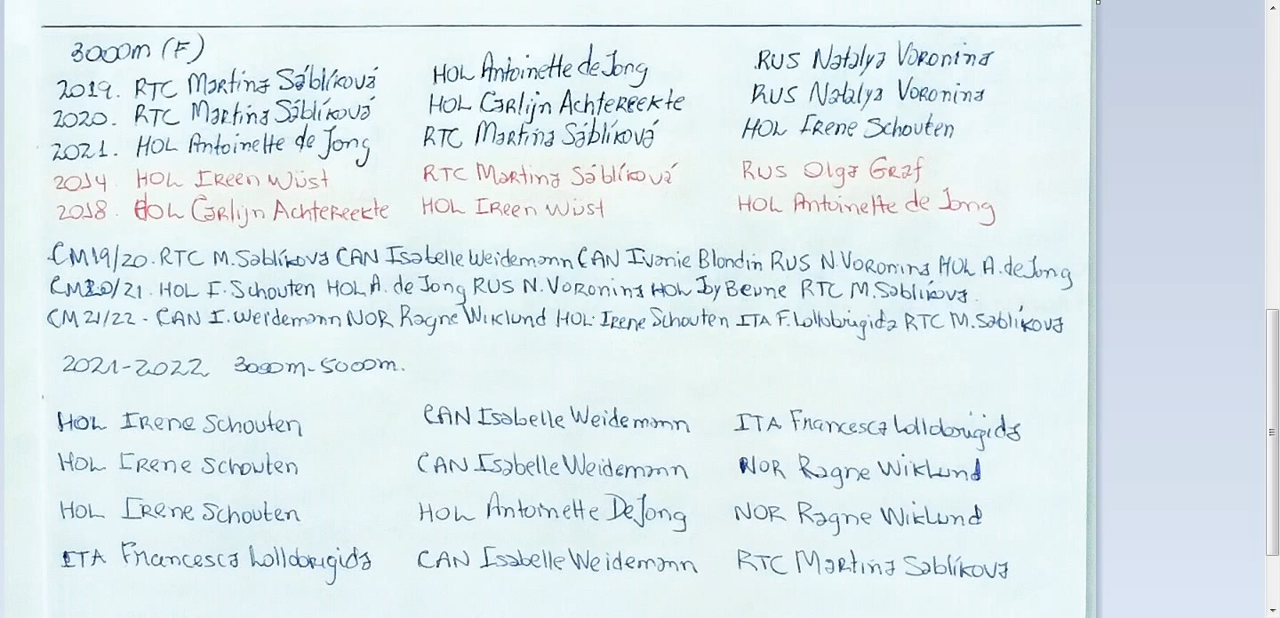 3000m (F)
2019. RTC Martina Sáblíková HOL Antoinette de Jong RUS Natalya Voronina
2020. RTC Martina Sáblíková HOL Carlijn Achtereekte RUS Natalya Voronina
2021. HOL Antoinette de Jong RTC Martina Sáblíková HOL Irene Schouten
2014 HOL Ireen Wüst RTC Martina Sáblíková RUS Olga Graf
2018. HOL Carlijn Achtereekte HOL Ireen Wüst HOL Antoinette de Jong
CM19/20. RTC M.Sablíkova CAN Isabelle Weidemann CAN Ivanie Blondin RUS N.Voronina HOL A.de Jong
CM20/21. HOL I. Schouten HOL A. de Jong RUS N. Voronina HOL Joy Beune RTC M.Sablíkova.
CM 21/22 - CAN I. Weidemann NOR Ragne Wiklund HOL. Irene Schouten ITA F.Lollobrigida RTC M.Sablíkova
2021-2022 3000m-5000m.
HOL Irene Schouten CAN Isabelle Weidemann ITA Francesca Lollobrigida
HOL Irene Schouten CAN Isabelle Weidemann NOR Ragne Wiklund
HOL Irene Schouten HOL Antoinette De Jong NOR Ragne Wiklund
ITA Francesca Lollobrigida CAN Isabelle Weidemann RTC Martina Sablíkova